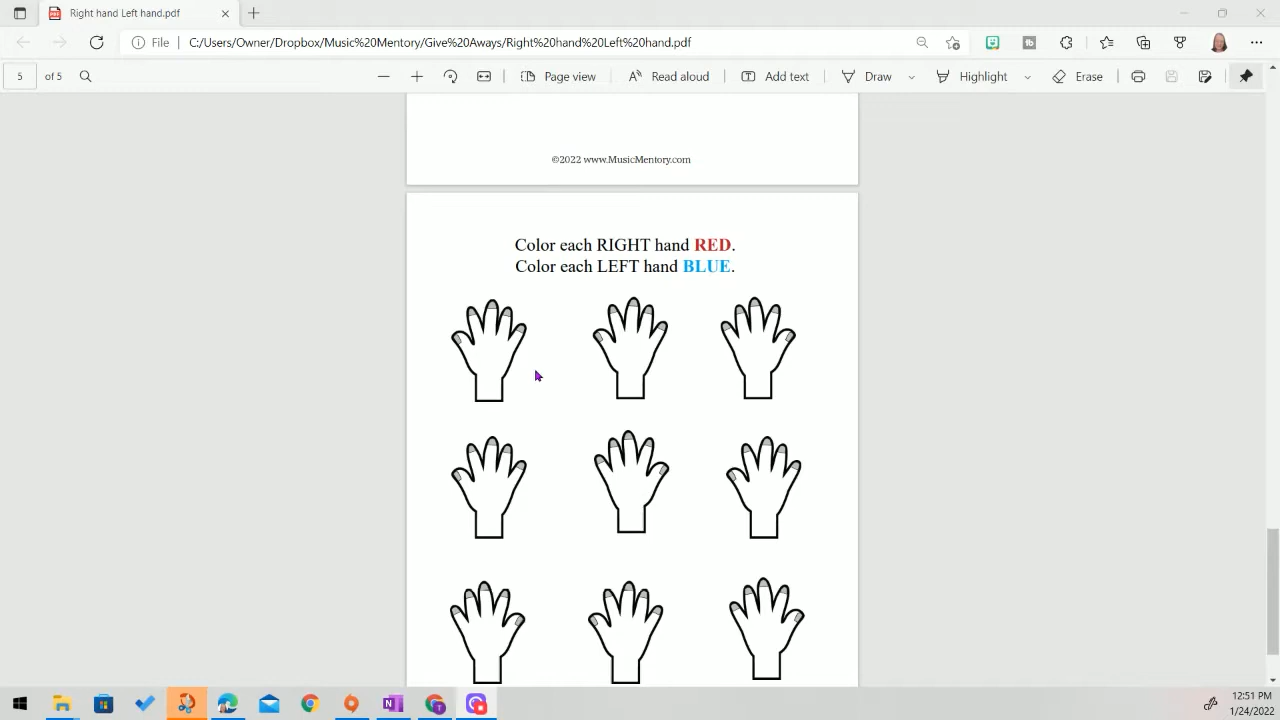 Right hand Left hand.pdf
File
C:/Users/Owner/Dropbox/Music%20Mentory/Give%20Aways/Right%20hand%20Left%20hand.pdf
5 of 5
Page view
Read aloud
Add text
Draw
Highlight
Erase
©2022 www.MusicMentory.com
Color each RIGHT hand RED.
Color each LEFT hand BLUE.
12:51 PM
1/24/2022